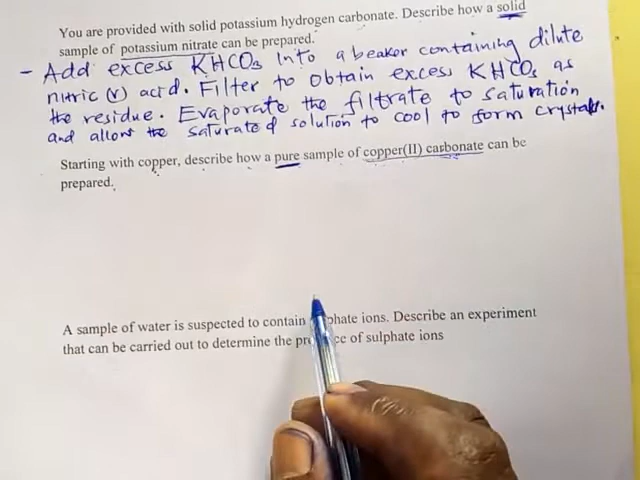 You are provided with solid potassium hydrogen carbonate. Describe how a solid
sample of potassium nitrate can be prepared.
- Add excess KHCO₃ into a beaker containing dilute
nitric (v) acid. Filter to obtain excess KHCO₃ as
the residue. Evaporate the filtrate to saturation
and allow the saturated solution to cool to form crystals.
Starting with copper, describe how a pure sample of copper(II) carbonate can be
prepared.
A sample of water is suspected to contain phate ions. Describe an experiment
that can be carried out to determine the pre ce of sulphate ions